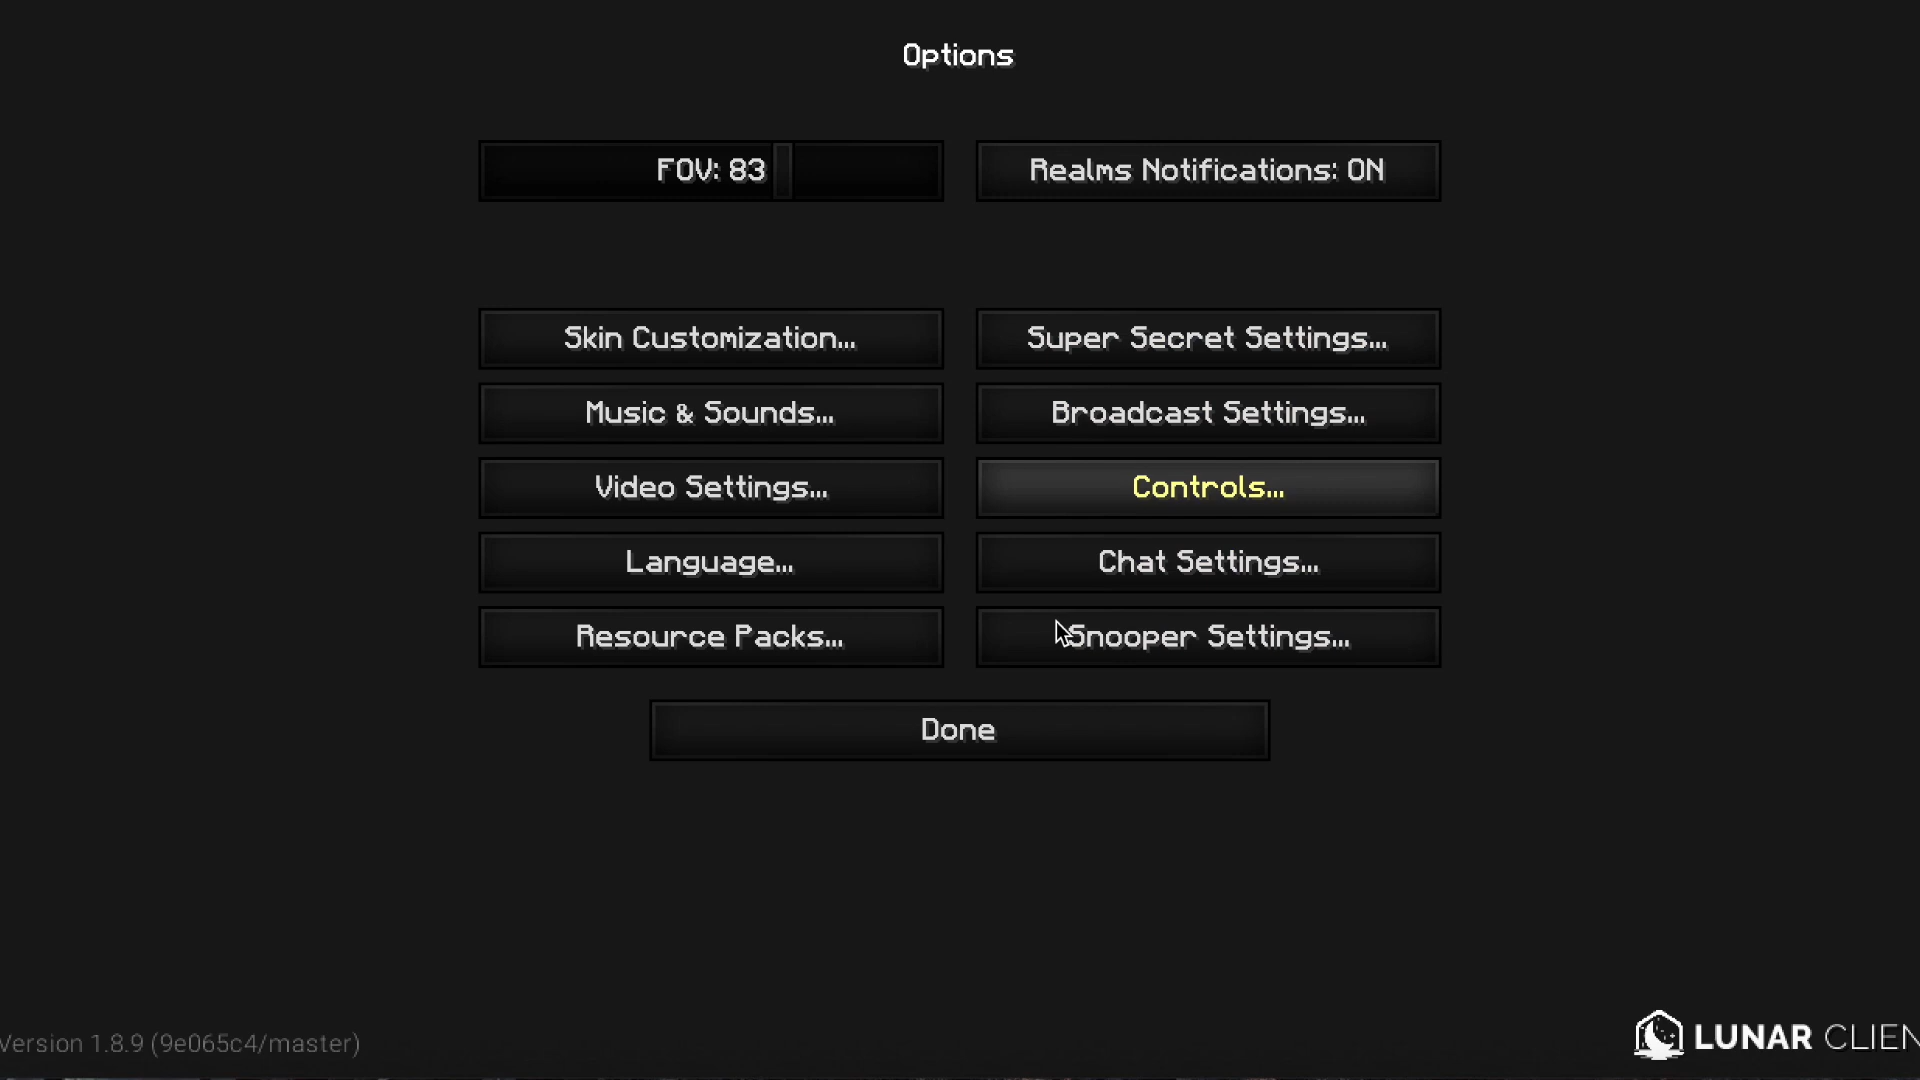 Options
FOV: 83
Realms Notifications: ON
Skin Customization...
Super Secret Settings...
Music & Sounds...
Broadcast Settings...
Video Settings...
Controls...
Language...
Chat Settings...
Resource Packs...
Snooper Settings...
Done
Version 1.8.9 (9e065c4/master)
LUNAR CLIEN